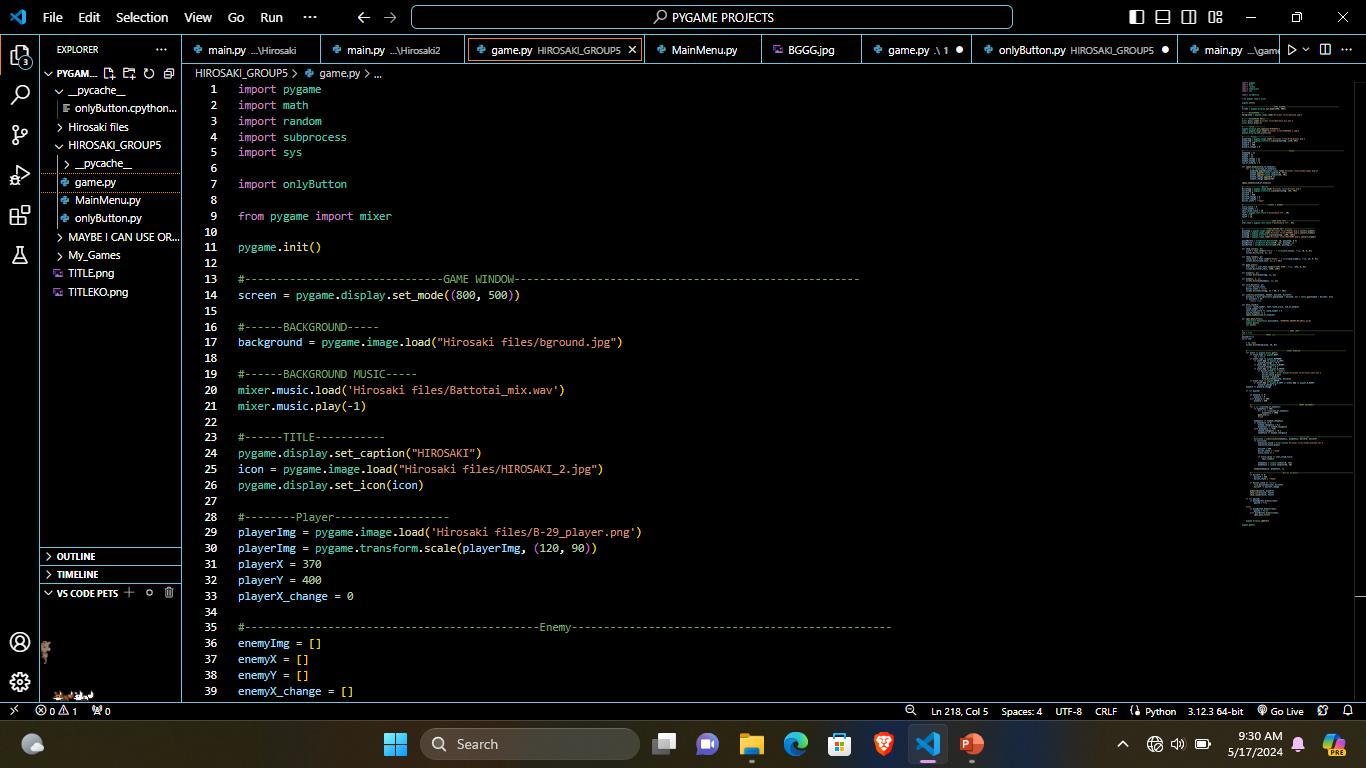 File Edit Selection View Go Run ··· PYGAME PROJECTS
EXPLORER ···
main.py ...\Hirosaki main.py ...\Hirosaki2 game.py HIROSAKI_GROUP5 MainMenu.py BGGG.jpg game.py .\ 1 onlyButton.py HIROSAKI_GROUP5 main.py ...\game
PYGAM...
__pycache__
onlyButton.cpython...
Hirosaki files
HIROSAKI_GROUP5
__pycache__
game.py
MainMenu.py
onlyButton.py
MAYBE I CAN USE OR...
My_Games
TITLE.png
TITLEKO.png
OUTLINE
TIMELINE
VS CODE PETS
HIROSAKI_GROUP5 > game.py > ...
1 import pygame
2 import math
3 import random
4 import subprocess
5 import sys
6
7 import onlyButton
8
9 from pygame import mixer
10
11 pygame.init()
12
13 #-------------------------------GAME WINDOW------------------------------------------------------
14 screen = pygame.display.set_mode((800, 500))
15
16 #------BACKGROUND-----
17 background = pygame.image.load("Hirosaki files/bground.jpg")
18
19 #------BACKGROUND MUSIC-----
20 mixer.music.load('Hirosaki files/Battotai_mix.wav')
21 mixer.music.play(-1)
22
23 #------TITLE-----------
24 pygame.display.set_caption("HIROSAKI")
25 icon = pygame.image.load("Hirosaki files/HIROSAKI_2.jpg")
26 pygame.display.set_icon(icon)
27
28 #--------Player------------------
29 playerImg = pygame.image.load('Hirosaki files/B-29_player.png')
30 playerImg = pygame.transform.scale(playerImg, (120, 90))
31 playerX = 370
32 playerY = 400
33 playerX_change = 0
34
35 #----------------------------------------------Enemy--------------------------------------------------
36 enemyImg = []
37 enemyX = []
38 enemyY = []
39 enemyX_change = []
0 1 0 Ln 218, Col 5 Spaces: 4 UTF-8 CRLF Python 3.12.3 64-bit Go Live
Search
9:30 AM
5/17/2024
PRE